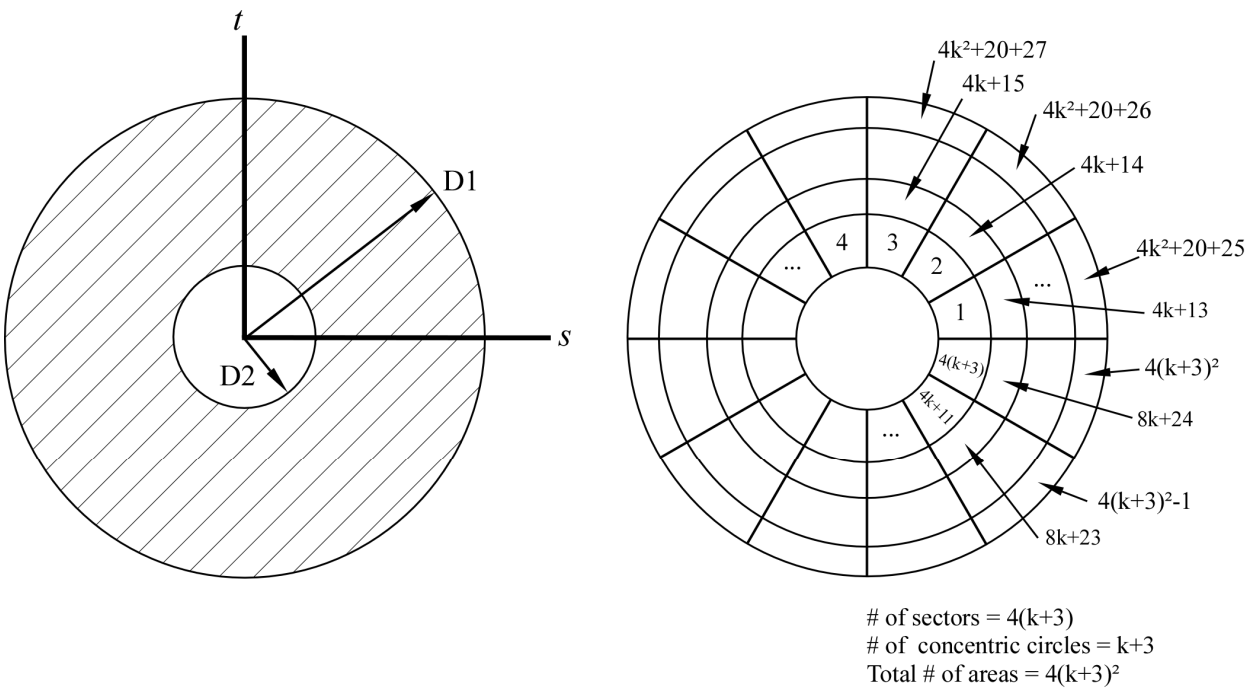 t
D1
s
D2
4k²+20+27
4k+15
4k²+20+26
4k+14
4k²+20+25
4k+13
4(k+3)²
8k+24
4(k+3)²-1
8k+23
...
4
3
2
1
...
4(k+3)
4k+11
...
# of sectors = 4(k+3)
# of concentric circles = k+3
Total # of areas = 4(k+3)²